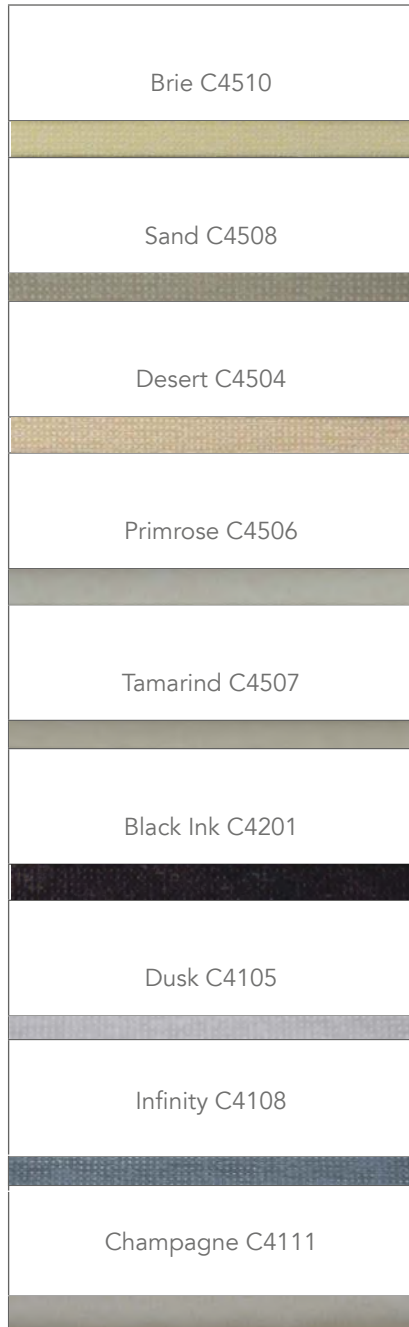 Brie C4510
Sand C4508
Desert C4504
Primrose C4506
Tamarind C4507
Black Ink C4201
Dusk C4105
Infinity C4108
Champagne C4111